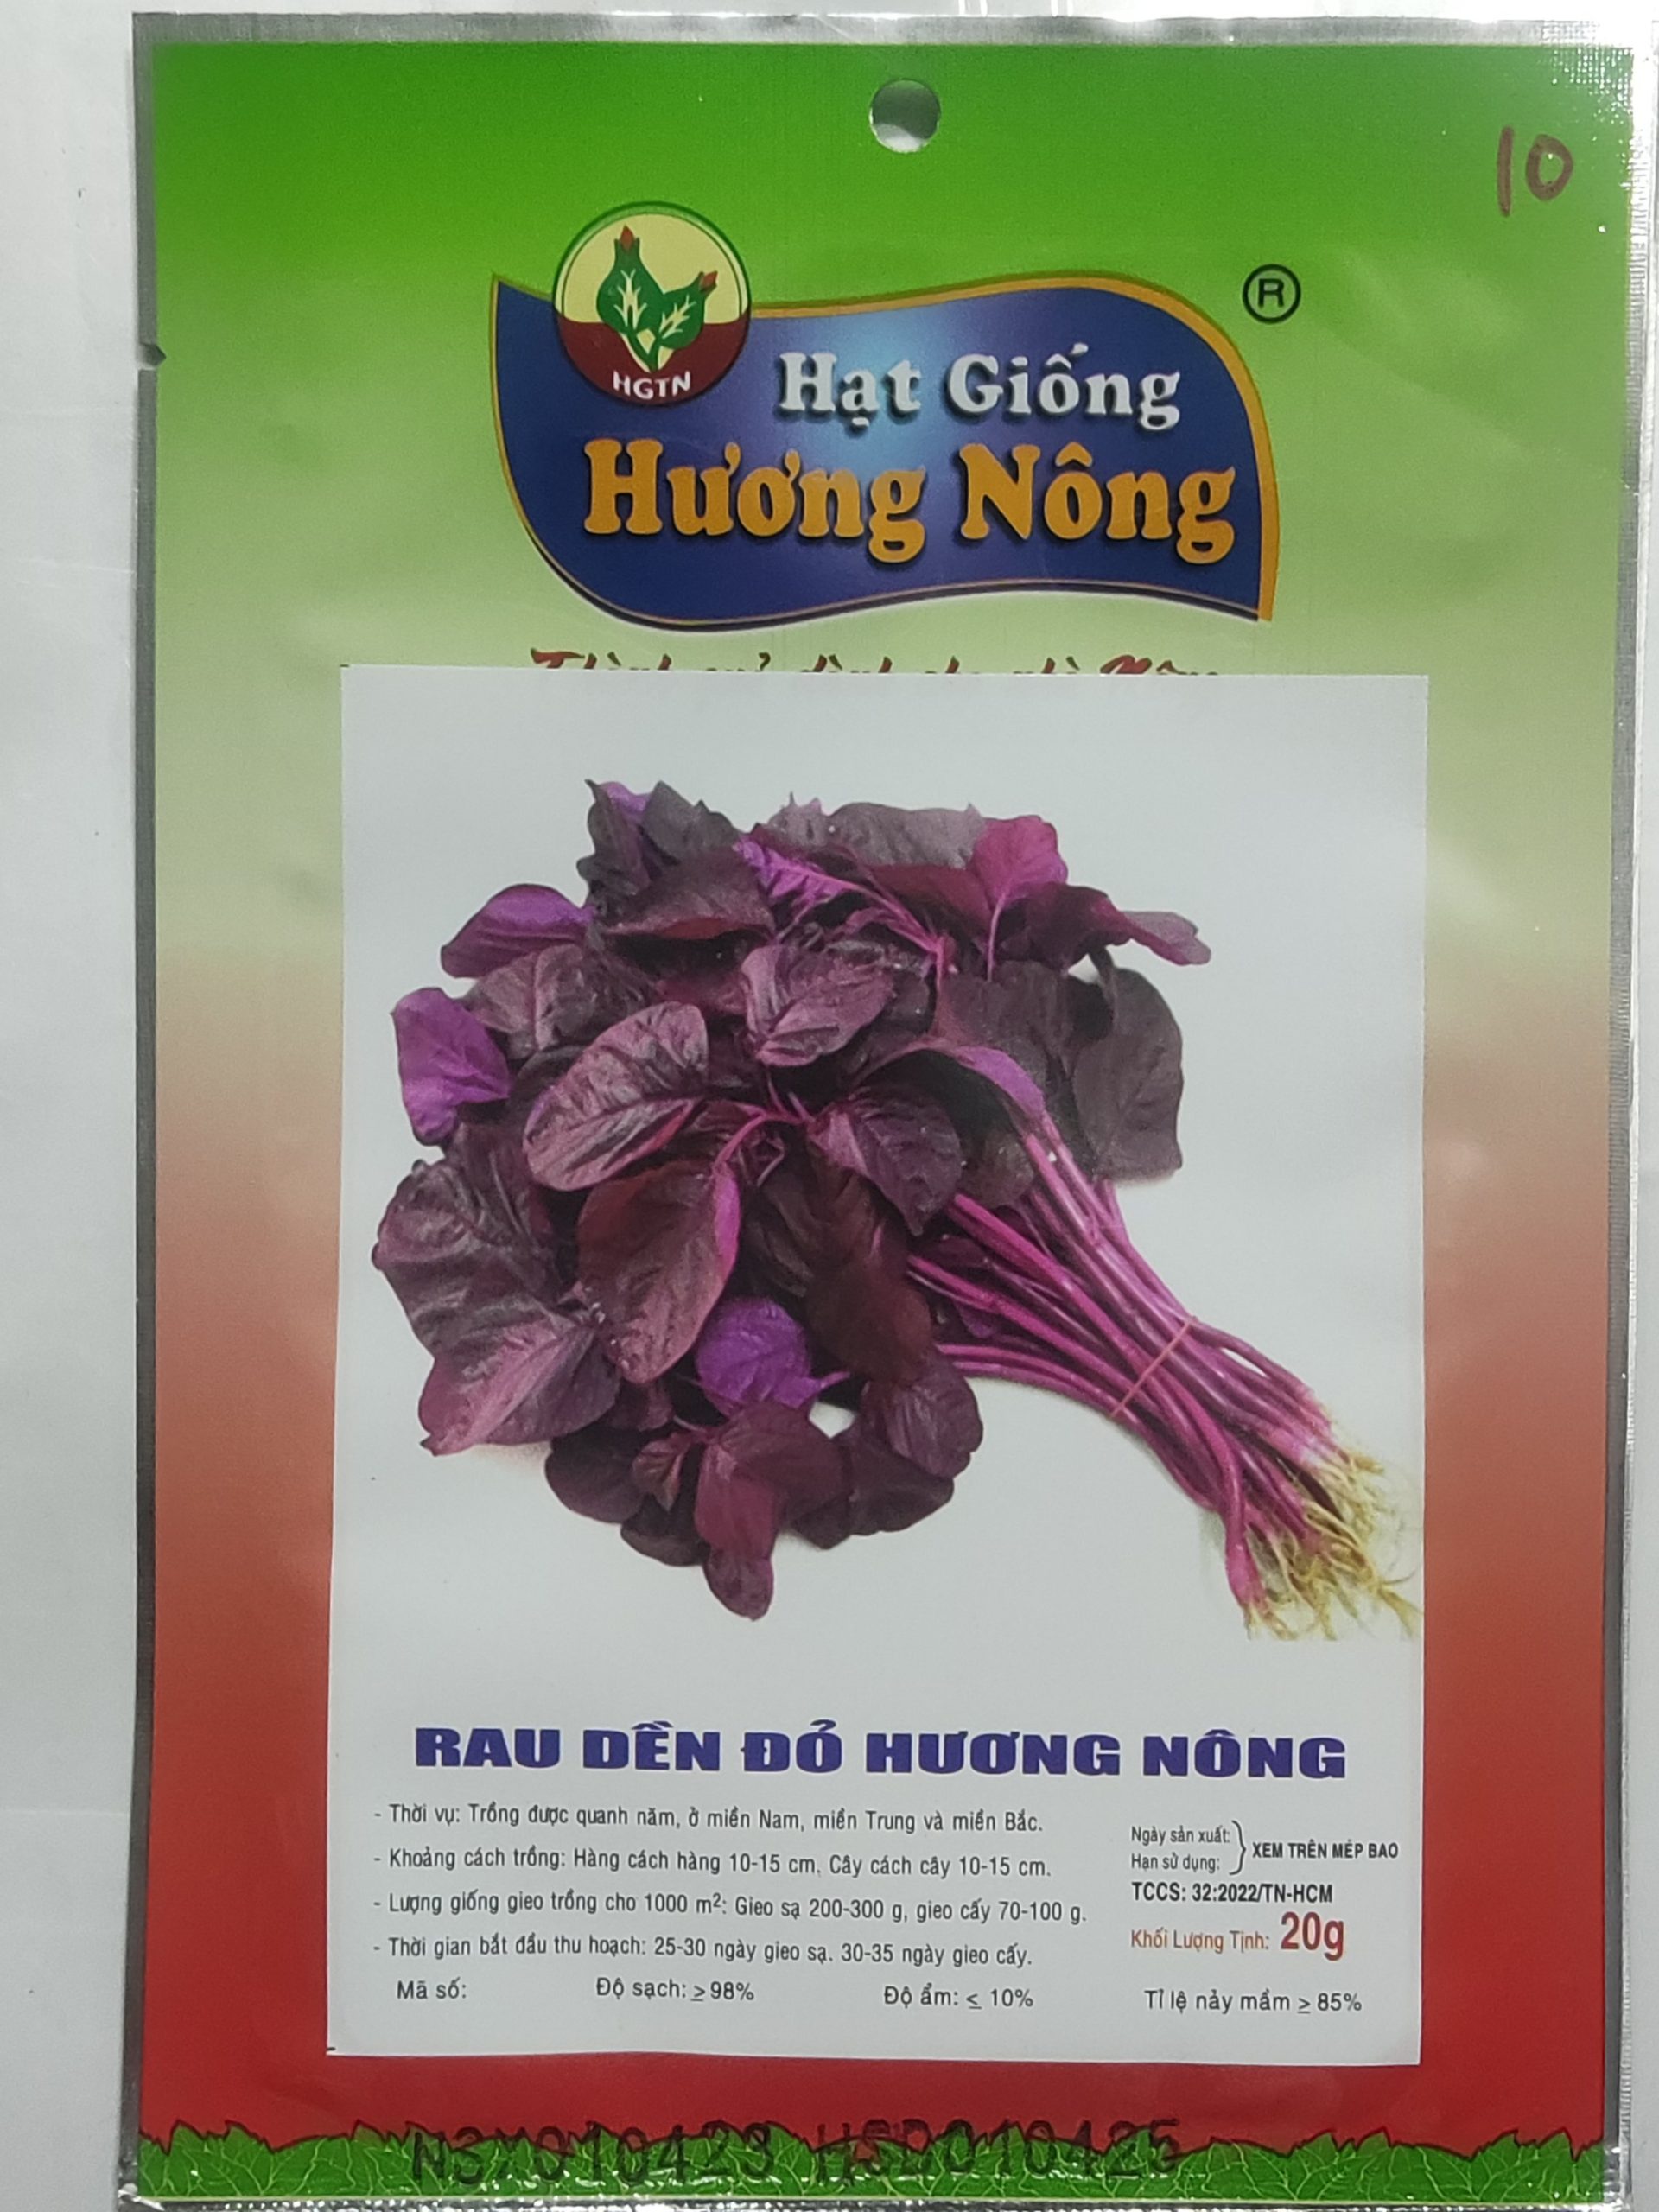 10
®
HGTN
Hạt Giống
Hương Nông
RAU DỀN ĐỎ HƯƠNG NÔNG
- Thời vụ: Trồng được quanh năm, ở miền Nam, miền Trung và miền Bắc.
- Khoảng cách trồng: Hàng cách hàng 10-15 cm. Cây cách cây 10-15 cm.
- Lượng giống gieo trồng cho 1000 m²: Gieo sạ 200-300 g, gieo cấy 70-100 g.
- Thời gian bắt đầu thu hoạch: 25-30 ngày gieo sạ. 30-35 ngày gieo cấy.
Mã số: Độ sạch: ≥ 98% Độ ẩm: ≤ 10% Tỉ lệ nảy mầm ≥ 85%
Ngày sản xuất:
Hạn sử dụng:
XEM TRÊN MÉP BAO
TCCS: 32:2022/TN-HCM
Khối Lượng Tịnh: 20g
NSX010423 HSD010425